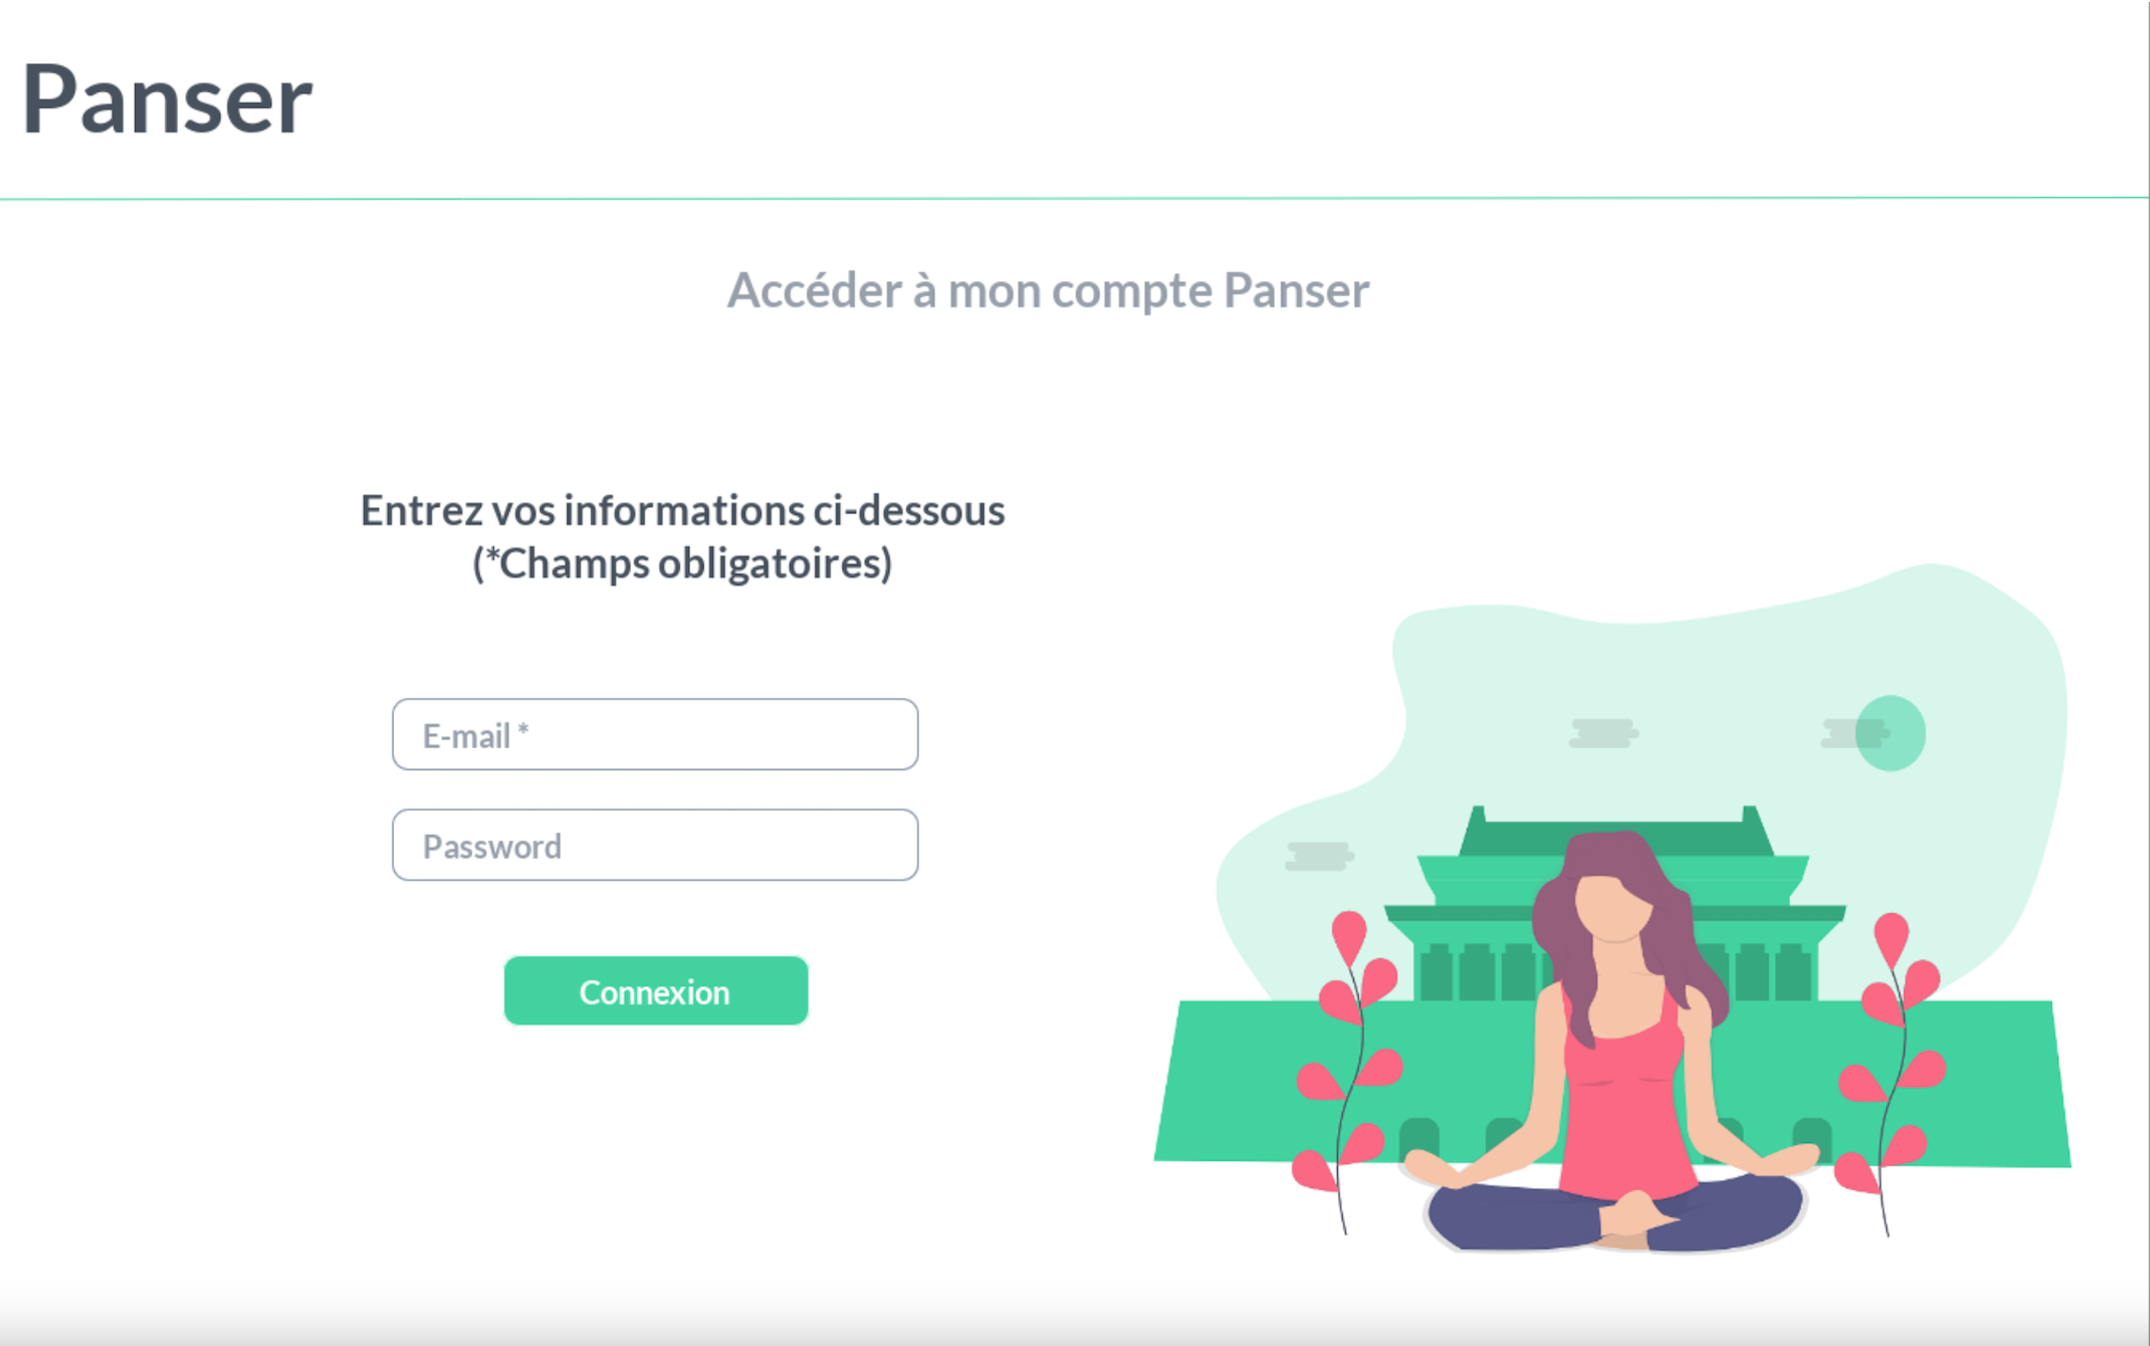 Panser
Accéder à mon compte Panser
Entrez vos informations ci-dessous
(*Champs obligatoires)
E-mail *
Password
Connexion